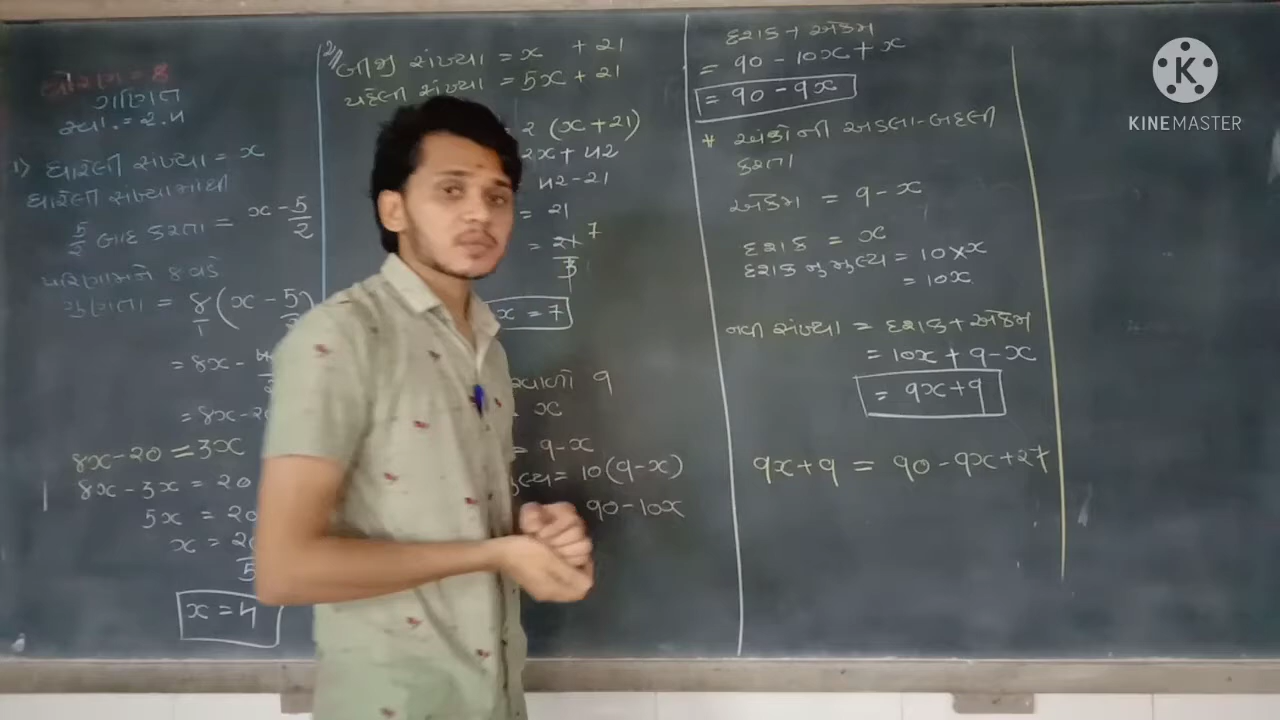 ધોરણ = 8
ગણિત
સ્વા. = 2.4
1) ધારેલી સંખ્યા = x
ધારેલી સંખ્યામાંથી
5/2 બાદ કરતા = x - 5/2
પરિણામને 8 વડે
ગુણતા = 8/1 (x - 5/
= 8x -
= 8x - 20
8x - 20 = 3x
8x - 3x = 20
5x = 20
x = 20/5
x = 4
2) બીજી સંખ્યા = x + 21
પહેલી સંખ્યા = 5x + 21
= 2 (x + 21)
2x + 42
42 - 21
= 21
= 21/3 7
x = 7
9
x
= 9 - x
= 10(9 - x)
90 - 10x
દશક + એકમ
= 90 - 10x + x
= 90 - 9x
* અંકોની અદલા-બદલી
કરતા
એકમ = 9 - x
દશક = x
દશકનું મુલ્ય = 10 × x
= 10x
નવી સંખ્યા = દશક + એકમ
= 10x + 9 - x
= 9x + 9
9x + 9 = 90 - 9x + 27
K
KINEMASTER